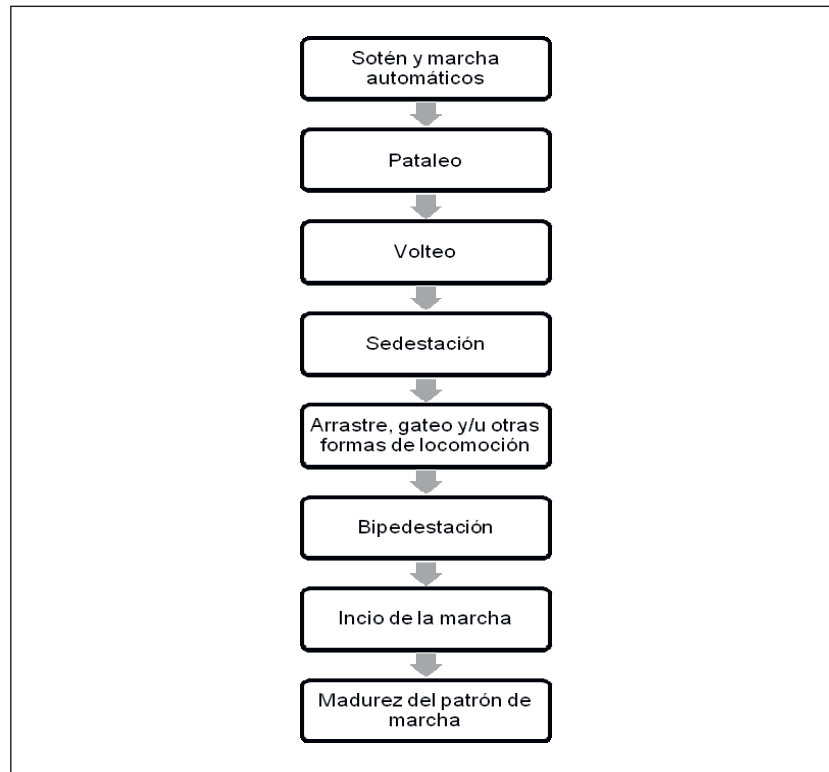 Sotén y marcha
automáticos
Pataleo
Volteo
Sedestación
Arrastre, gateo y/u otras
formas de locomoción
Bipedestación
Incio de la marcha
Madurez del patrón de
marcha